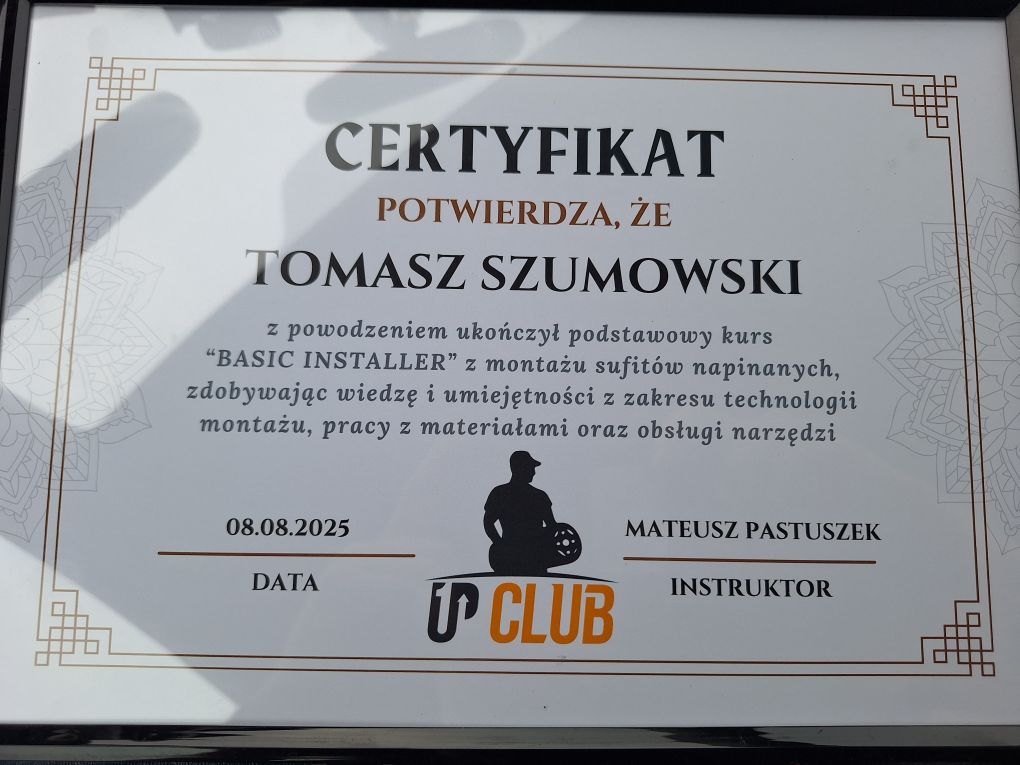 CERTYFIKAT
POTWIERDZA, ŻE
TOMASZ SZUMOWSKI
z powodzeniem ukończył podstawowy kurs
“BASIC INSTALLER” z montażu sufitów napinanych,
zdobywając wiedzę i umiejętności z zakresu technologii
montażu, pracy z materiałami oraz obsługi narzędzi
08.08.2025
DATA
MATEUSZ PASTUSZEK
INSTRUKTOR
UP CLUB